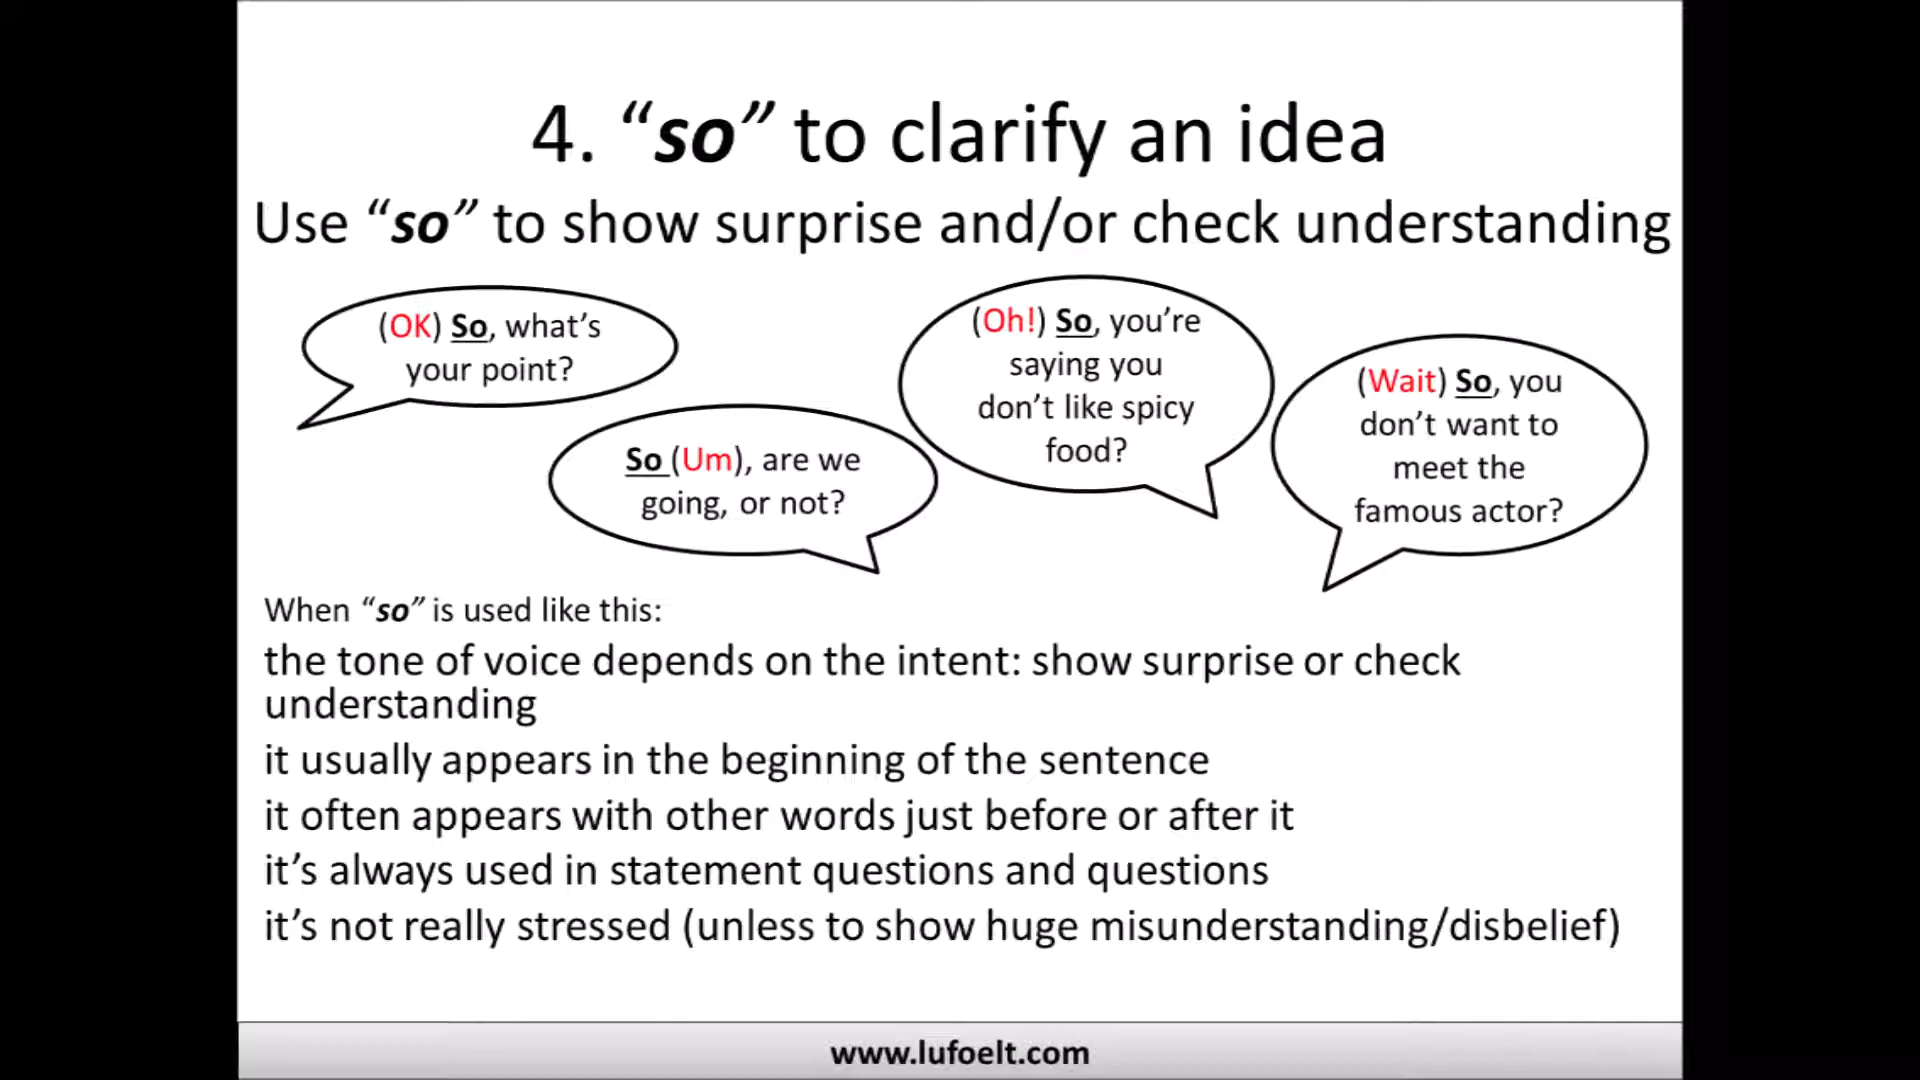 4. “so” to clarify an idea
Use “so” to show surprise and/or check understanding
(OK) So, what’s
your point?
So (Um), are we
going, or not?
(Oh!) So, you’re
saying you
don’t like spicy
food?
(Wait) So, you
don’t want to
meet the
famous actor?
When “so” is used like this:
the tone of voice depends on the intent: show surprise or check
understanding
it usually appears in the beginning of the sentence
it often appears with other words just before or after it
it’s always used in statement questions and questions
it’s not really stressed (unless to show huge misunderstanding/disbelief)
www.lufoelt.com